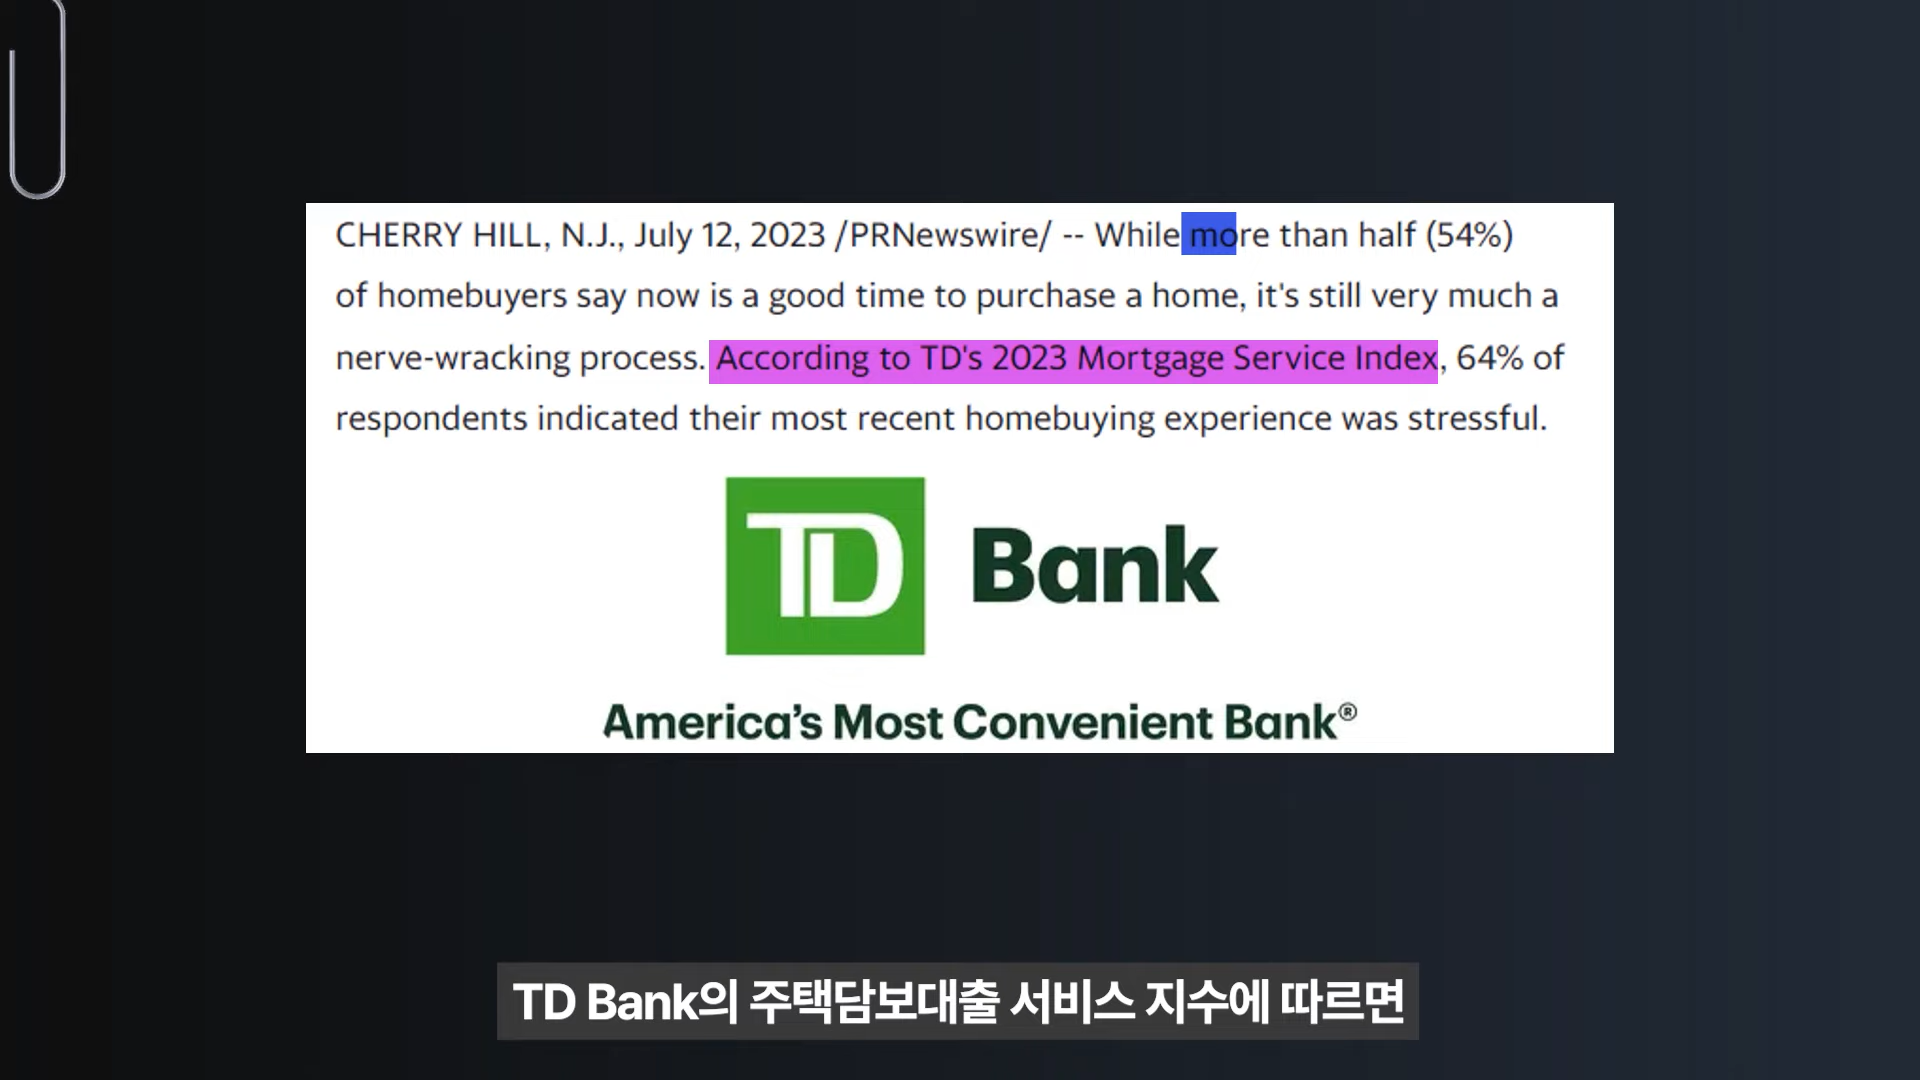 CHERRY HILL, N.J., July 12, 2023 /PRNewswire/ -- While more than half (54%)
of homebuyers say now is a good time to purchase a home, it's still very much a
nerve-wracking process. According to TD's 2023 Mortgage Service Index, 64% of
respondents indicated their most recent homebuying experience was stressful.
TD Bank
America's Most Convenient Bank®
TD Bank의 주택담보대출 서비스 지수에 따르면